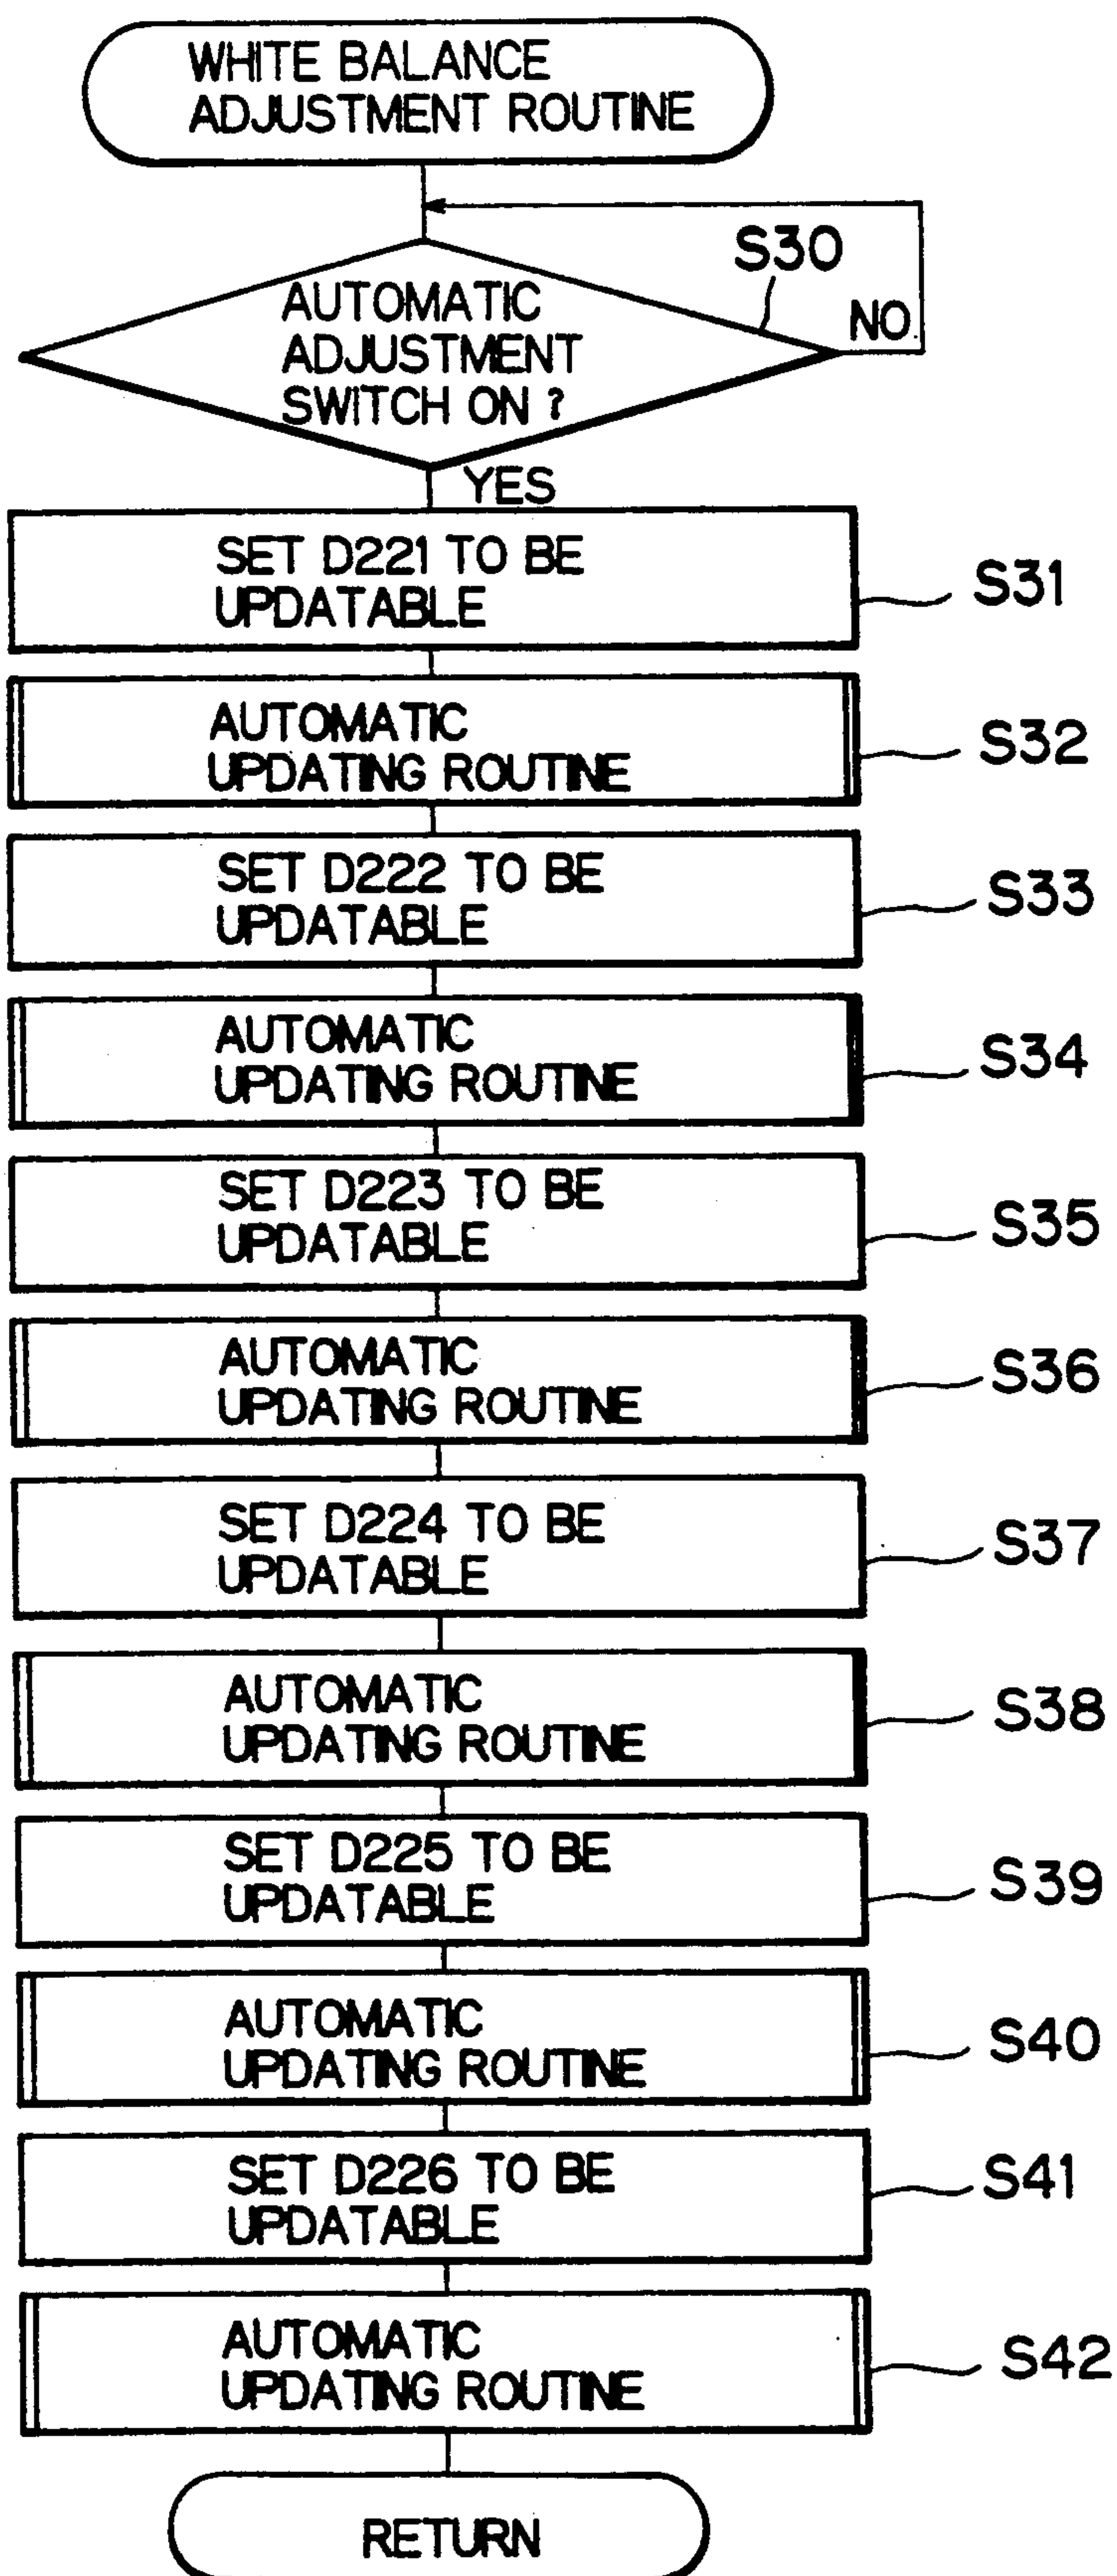 WHITE BALANCE
ADJUSTMENT ROUTINE
S30
AUTOMATIC
ADJUSTMENT
SWITCH ON ?
NO
YES
SET D221 TO BE
UPDATABLE
S31
AUTOMATIC
UPDATING ROUTINE
S32
SET D222 TO BE
UPDATABLE
S33
AUTOMATIC
UPDATING ROUTINE
S34
SET D223 TO BE
UPDATABLE
S35
AUTOMATIC
UPDATING ROUTINE
S36
SET D224 TO BE
UPDATABLE
S37
AUTOMATIC
UPDATING ROUTINE
S38
SET D225 TO BE
UPDATABLE
S39
AUTOMATIC
UPDATING ROUTINE
S40
SET D226 TO BE
UPDATABLE
S41
AUTOMATIC
UPDATING ROUTINE
S42
RETURN